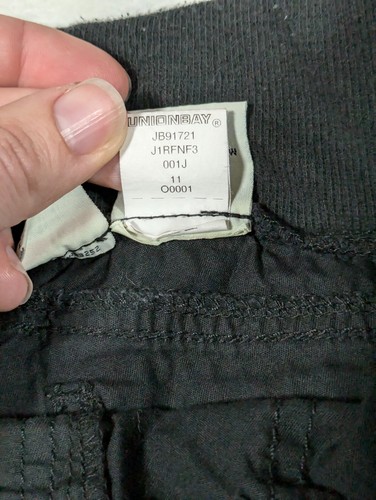 UNIONBAY®
JB91721
J1RFNF3
001J
11
O0001